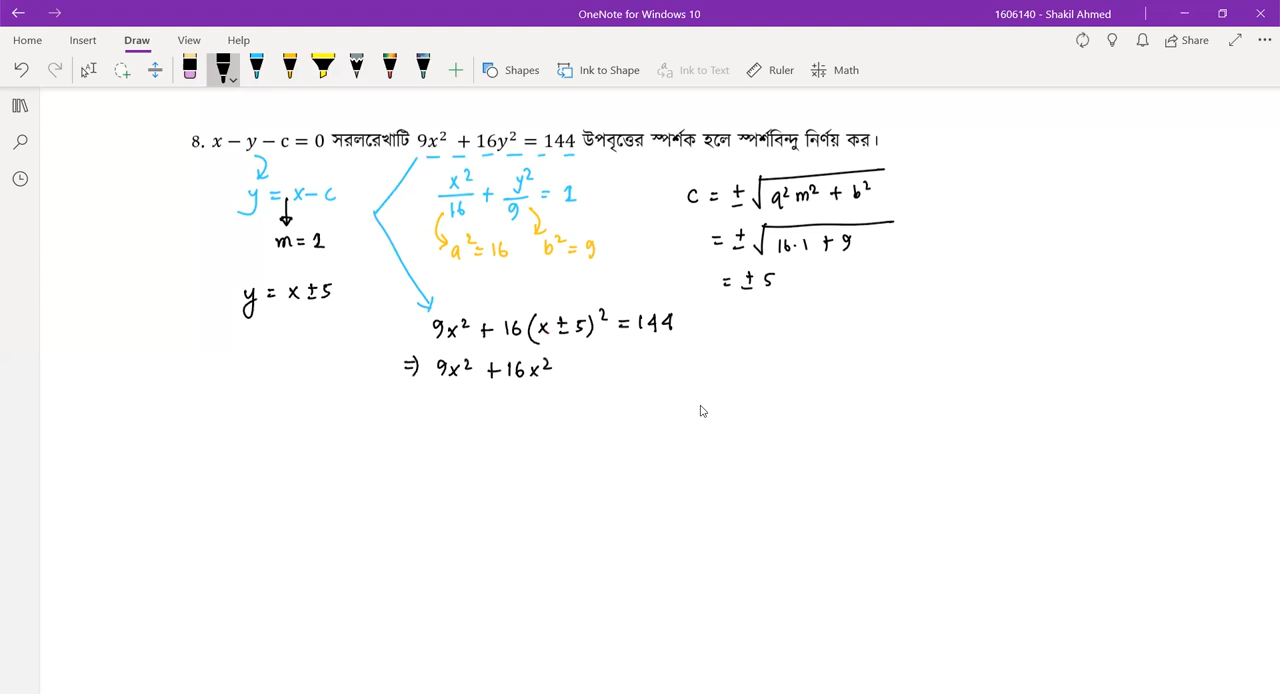 OneNote for Windows 10
1606140 - Shakil Ahmed
Home Insert Draw View Help
Share
Shapes Ink to Shape Ink to Text Ruler Math
8. x − y − c = 0 সরলরেখাটি 9x² + 16y² = 144 উপবৃত্তের স্পর্শক হলে স্পর্শবিন্দু নির্ণয় কর।
y = x − c
m = 1
y = x ± 5
x²/16 + y²/9 = 1
a² = 16 b² = 9
9x² + 16(x ± 5)² = 144
⇒ 9x² + 16x²
c = ± √(a²m² + b²)
= ± √(16·1 + 9)
= ± 5